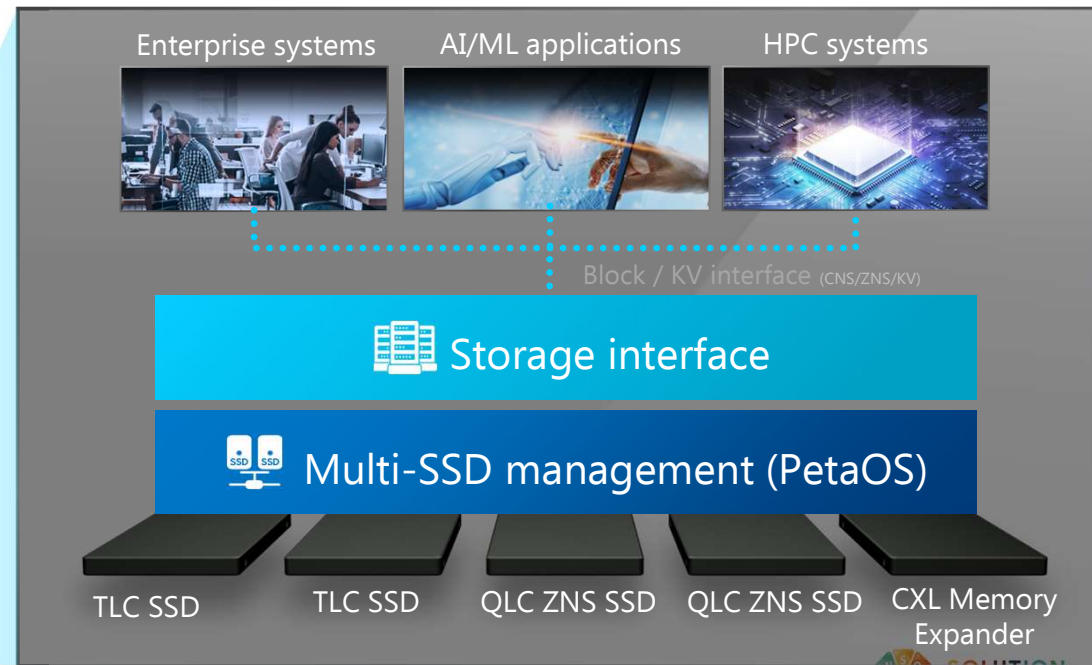 Enterprise systems
AI/ML applications
HPC systems
Block / KV interface (CNS/ZNS/KV)
Storage interface
SSD SSD
Multi-SSD management (PetaOS)
TLC SSD
TLC SSD
QLC ZNS SSD
QLC ZNS SSD
CXL Memory
Expander